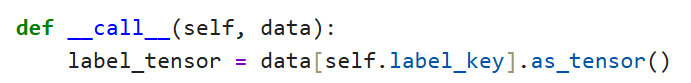 def __call__(self, data):
    label_tensor = data[self.label_key].as_tensor()